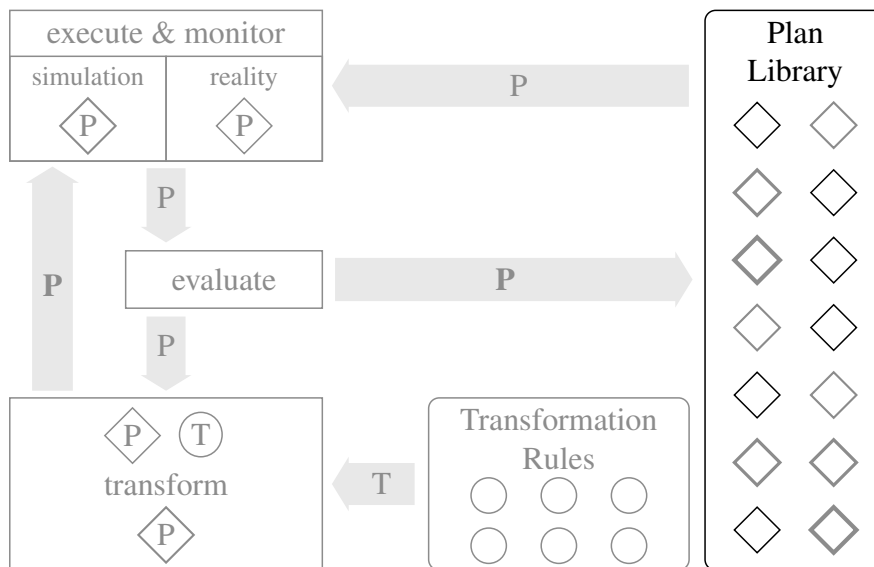 execute & monitor
simulation
reality
P
P
P
Plan
Library
P
evaluate
P
P
P
P
T
transform
P
T
Transformation
Rules